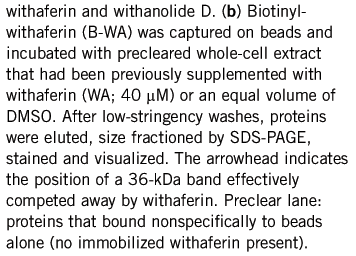 withaferin and withanolide D. (b) Biotinyl-
withaferin (B-WA) was captured on beads and
incubated with precleared whole-cell extract
that had been previously supplemented with
withaferin (WA; 40 μM) or an equal volume of
DMSO. After low-stringency washes, proteins
were eluted, size fractioned by SDS-PAGE,
stained and visualized. The arrowhead indicates
the position of a 36-kDa band effectively
competed away by withaferin. Preclear lane:
proteins that bound nonspecifically to beads
alone (no immobilized withaferin present).